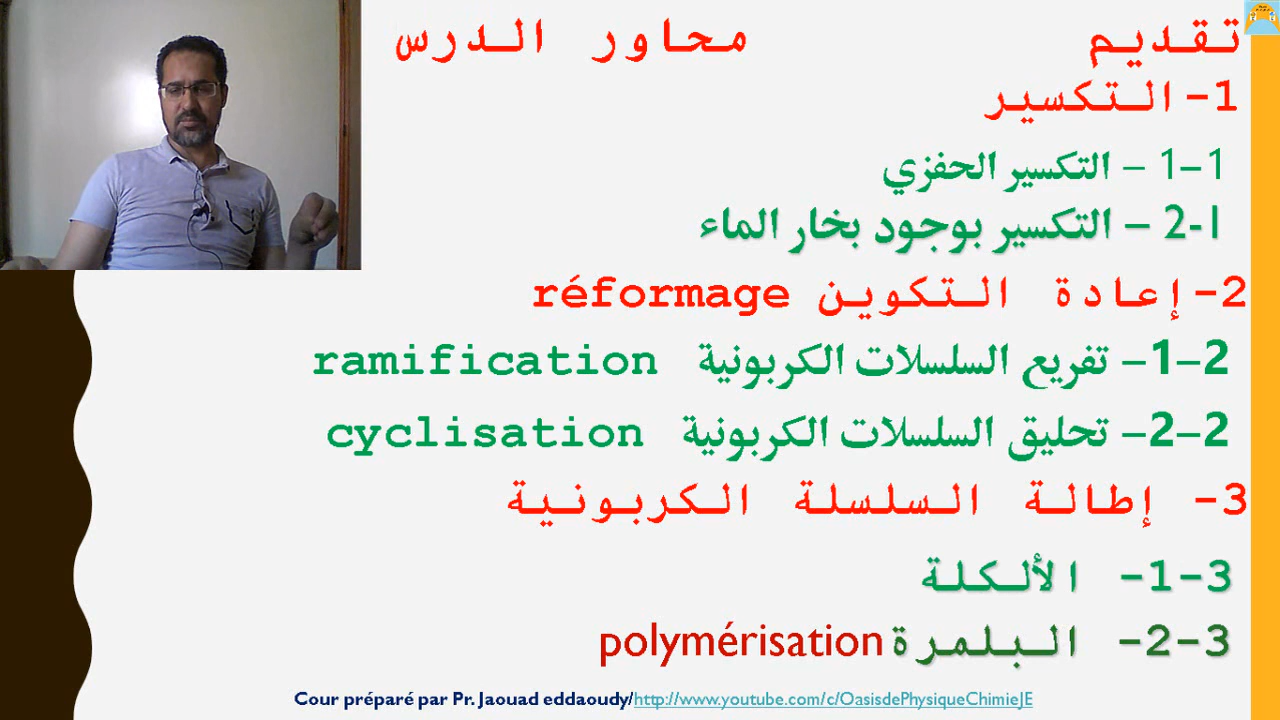 تقديم محاور الدرس
1- التكسير
1-1 – التكسير الحفزي
1-2 – التكسير بوجود بخار الماء
2- إعادة التكوين réformage
2-1- تفريع السلسلات الكربونية ramification
2-2- تحليق السلسلات الكربونية cyclisation
3- إطالة السلسلة الكربونية
3-1- الألكلة
3-2- البلمرة polymérisation
Cour préparé par Pr. Jaouad eddaoudy/http://www.youtube.com/c/OasisdePhysiqueChimieJE